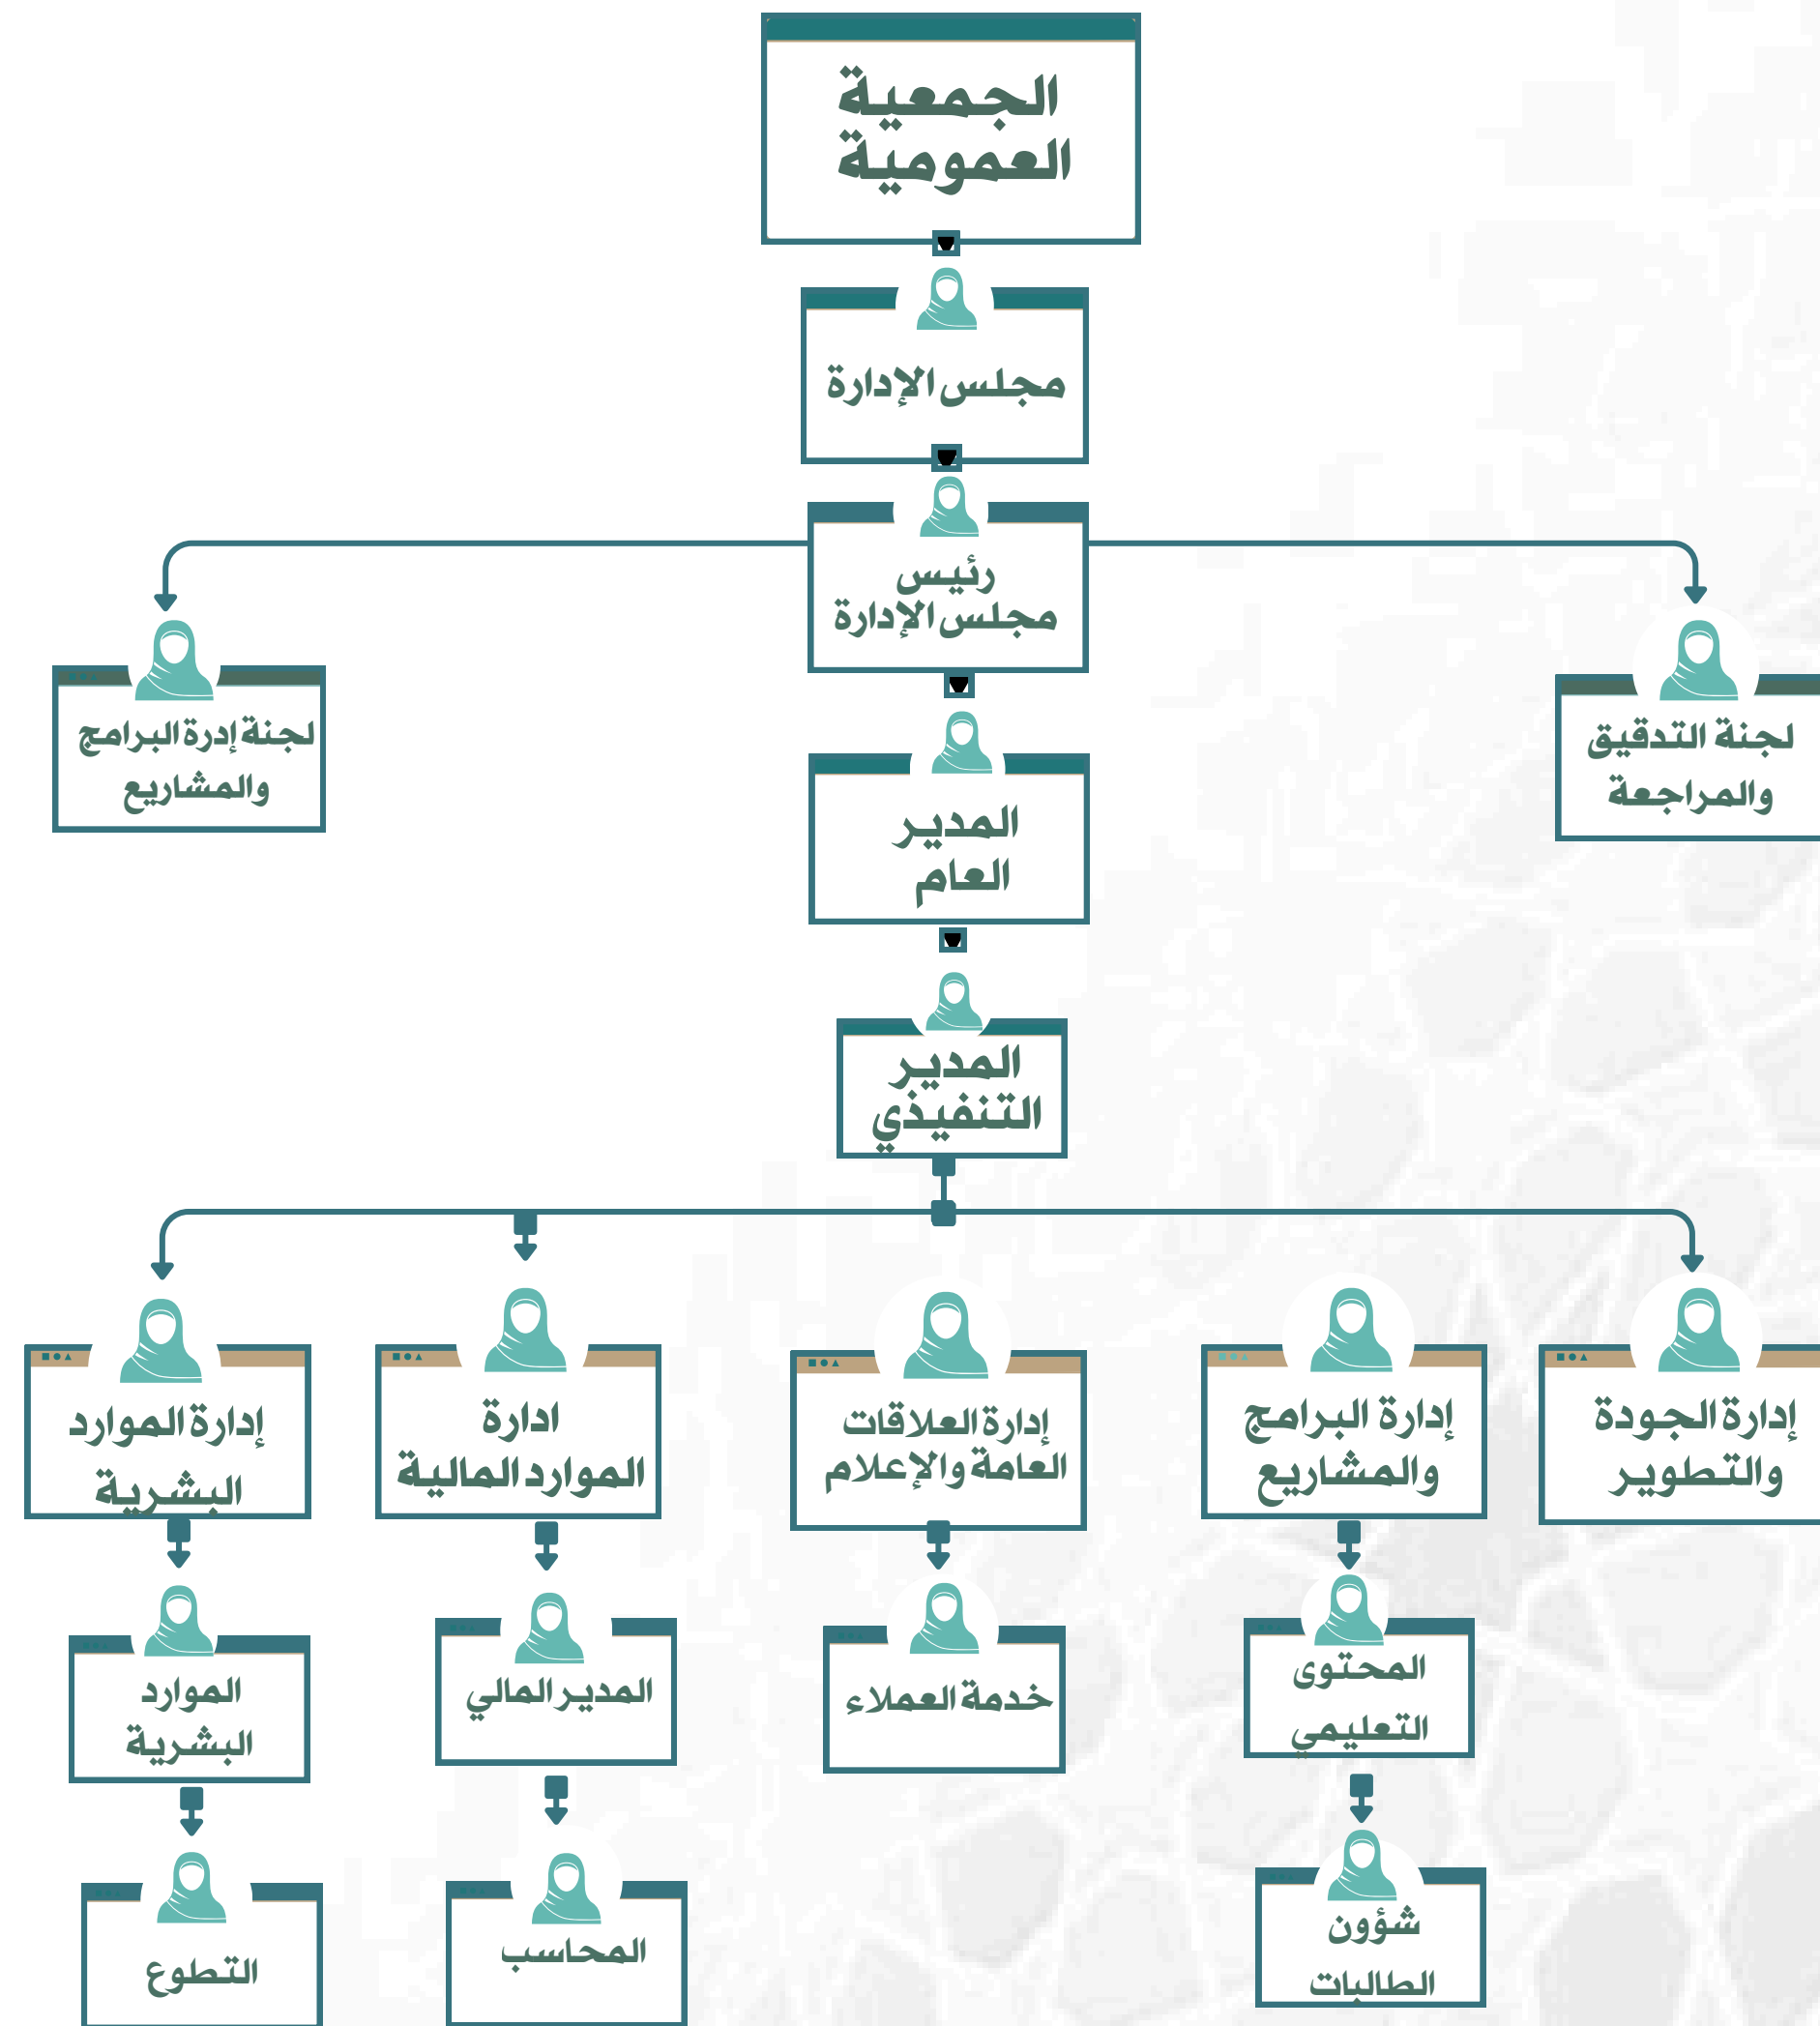 الجمعية
العمومية
مجلس الإدارة
رئيس
مجلس الإدارة
لجنة التدقيق
والمراجعة
لجنة إدرة البرامج
والمشاريع
المدير
العام
المدير
التنفيذي
إدارة الجودة
والتطوير
إدارة البرامج
والمشاريع
إدارة العلاقات
العامة والإعلام
ادارة
الموارد المالية
إدارة الموارد
البشرية
المحتوى
التعليمي
خدمة العملاء
المدير المالي
الموارد
البشرية
شؤون
الطالبات
المحاسب
التطوع